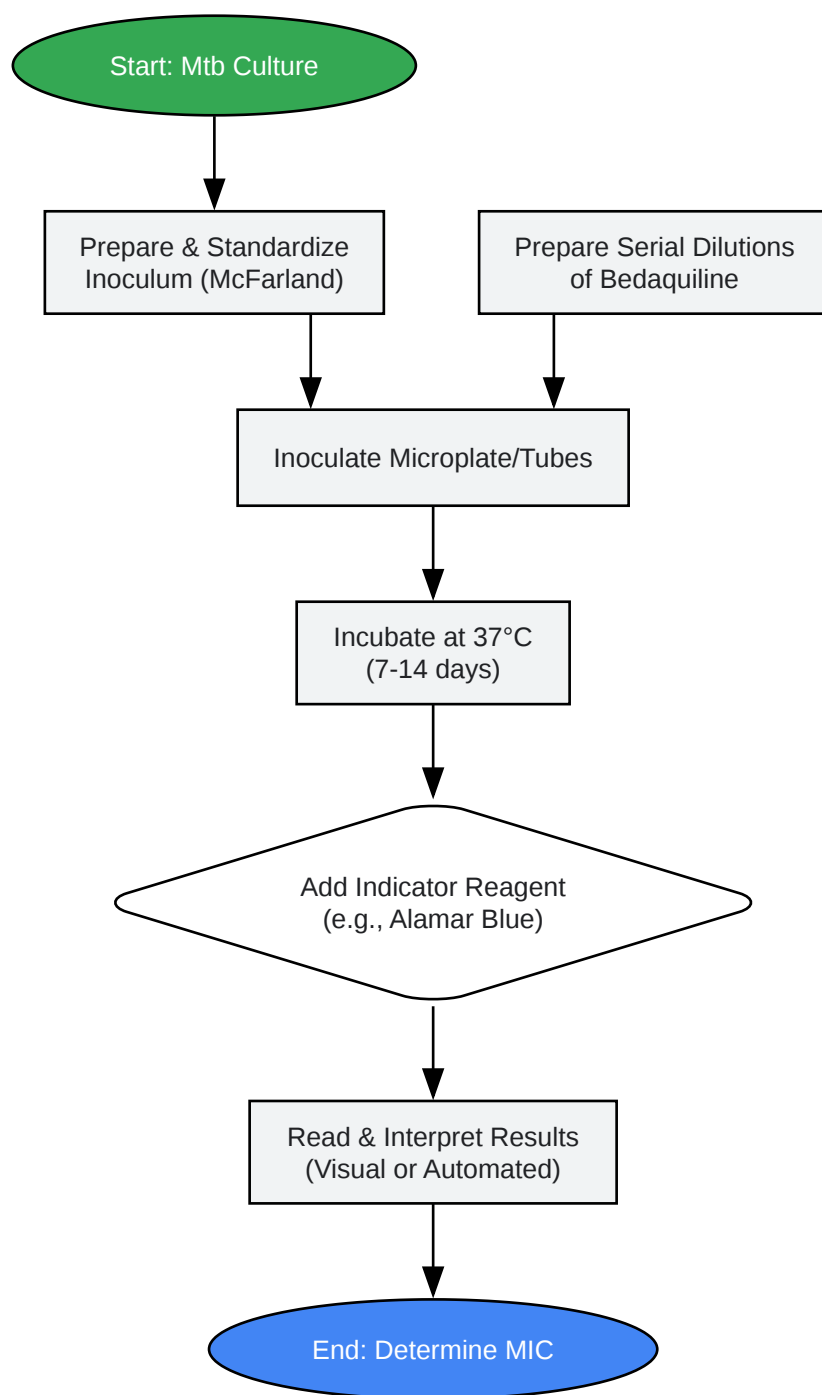 Start: Mtb Culture
Prepare & Standardize
Inoculum (McFarland)
Prepare Serial Dilutions
of Bedaquiline
Inoculate Microplate/Tubes
Incubate at 37°C
(7-14 days)
Add Indicator Reagent
(e.g., Alamar Blue)
Read & Interpret Results
(Visual or Automated)
End: Determine MIC